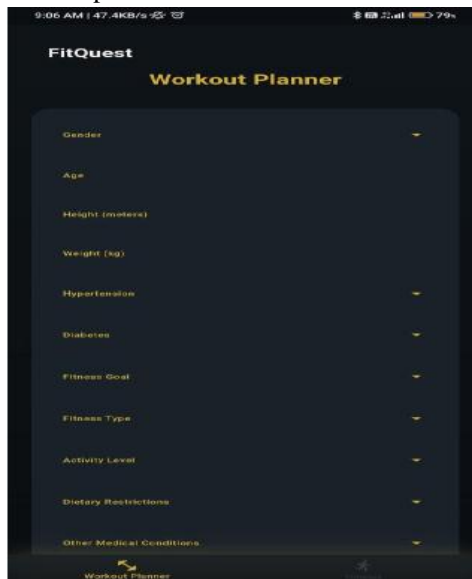 9:06 AM | 47.4KB/s 79%
FitQuest
Workout Planner
Gender
Age
Height (meters)
Weight (kg)
Hypertension
Diabetes
Fitness Goal
Fitness Type
Activity Level
Dietary Restrictions
Other Medical Conditions
Workout Planner